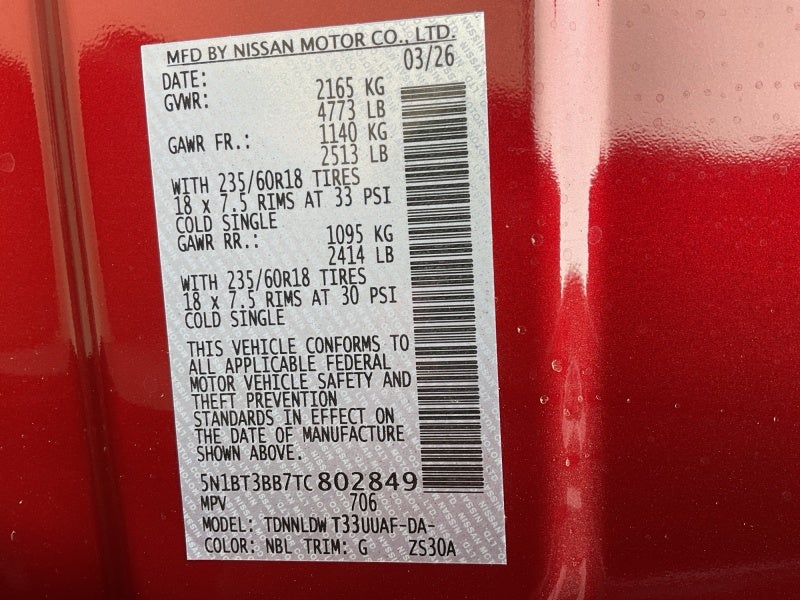 MFD BY NISSAN MOTOR CO., LTD.
DATE: 03/26
GVWR: 2165 KG
4773 LB
GAWR FR.: 1140 KG
2513 LB
WITH 235/60R18 TIRES
18 x 7.5 RIMS AT 33 PSI
COLD SINGLE
GAWR RR.: 1095 KG
2414 LB
WITH 235/60R18 TIRES
18 x 7.5 RIMS AT 30 PSI
COLD SINGLE
THIS VEHICLE CONFORMS TO
ALL APPLICABLE FEDERAL
MOTOR VEHICLE SAFETY AND
THEFT PREVENTION
STANDARDS IN EFFECT ON
THE DATE OF MANUFACTURE
SHOWN ABOVE.
5N1BT3BB7TC802849
MPV 706
MODEL: TDNNLDW T33UUAF-DA-
COLOR: NBL TRIM: G ZS30A